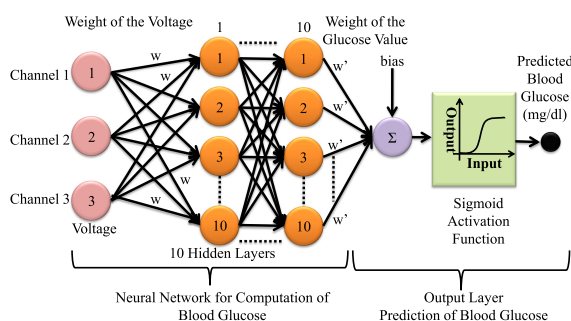 Weight of the Voltage
1
10
Weight of the
Glucose Value
bias
Predicted
Blood
Glucose
(mg/dl)
Channel 1
Channel 2
Channel 3
1
2
3
Voltage
w
w
w
w
1
2
3
10
1
2
3
10
w'
w'
w'
w'
Σ
Output
Input
Sigmoid
Activation
Function
10 Hidden Layers
Neural Network for Computation of
Blood Glucose
Output Layer
Prediction of Blood Glucose